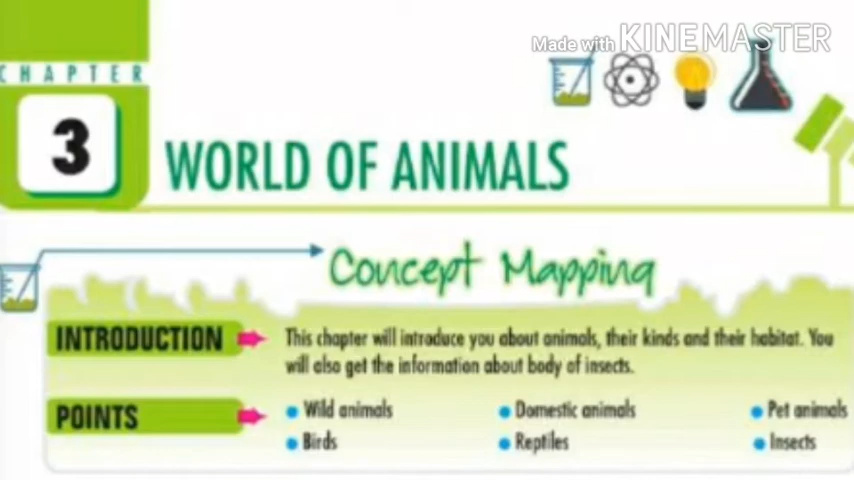 Made with KINEMASTER
CHAPTER
3
WORLD OF ANIMALS
Concept Mapping
INTRODUCTION
This chapter will introduce you about animals, their kinds and their habitat. You
will also get the information about body of insects.
POINTS
Wild animals
Domestic animals
Pet animals
Birds
Reptiles
Insects